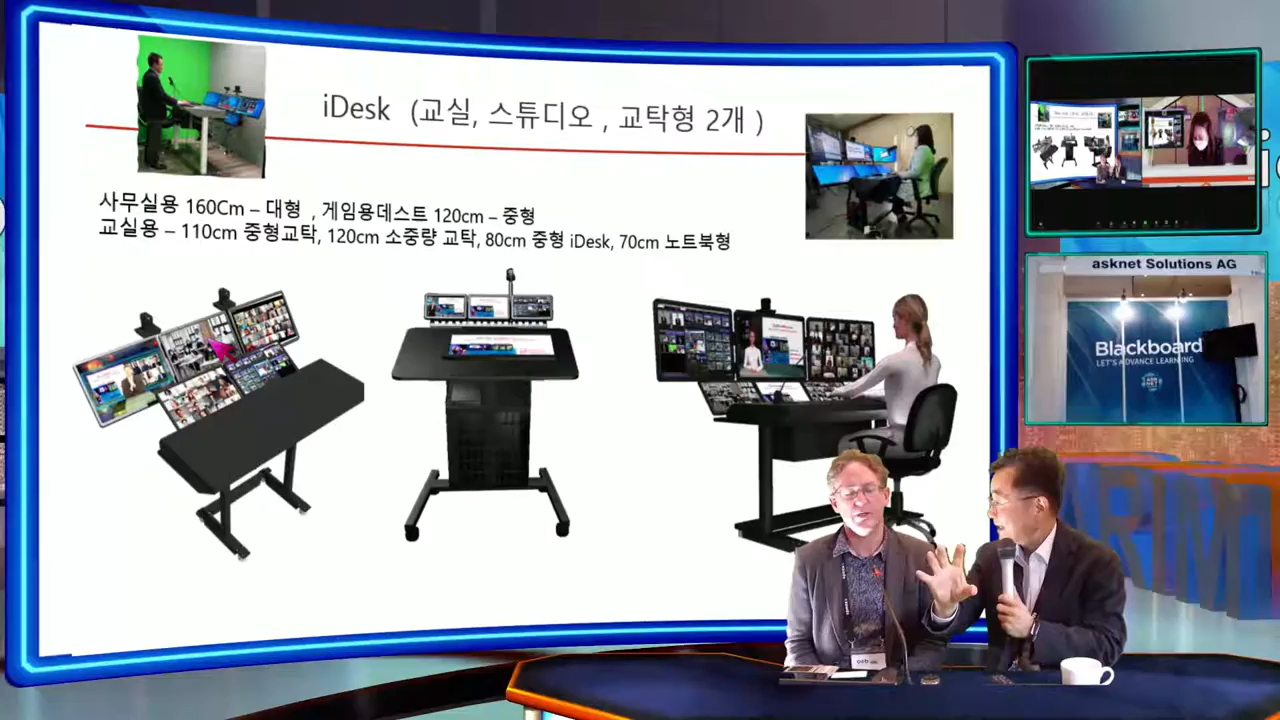 iDesk (교실, 스튜디오 , 교탁형 2개 )
사무실용 160Cm – 대형 , 게임용데스트 120cm – 중형
교실용 – 110cm 중형교탁, 120cm 소중량 교탁, 80cm 중형 iDesk, 70cm 노트북형
asknet Solutions AG
Blackboard
LET'S ADVANCE LEARNING
ARIM